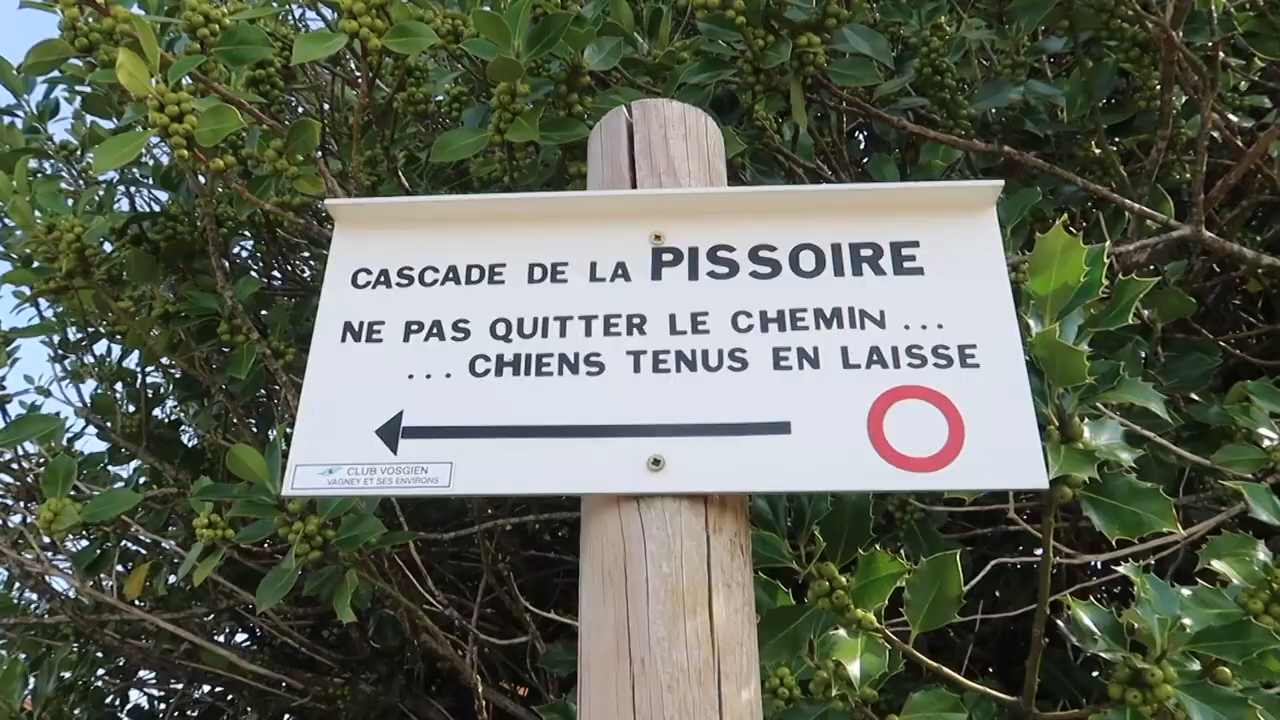 CASCADE DE LA PISSOIRE
NE PAS QUITTER LE CHEMIN ...
... CHIENS TENUS EN LAISSE
CLUB VOSGIEN
VAGNEY ET SES ENVIRONS